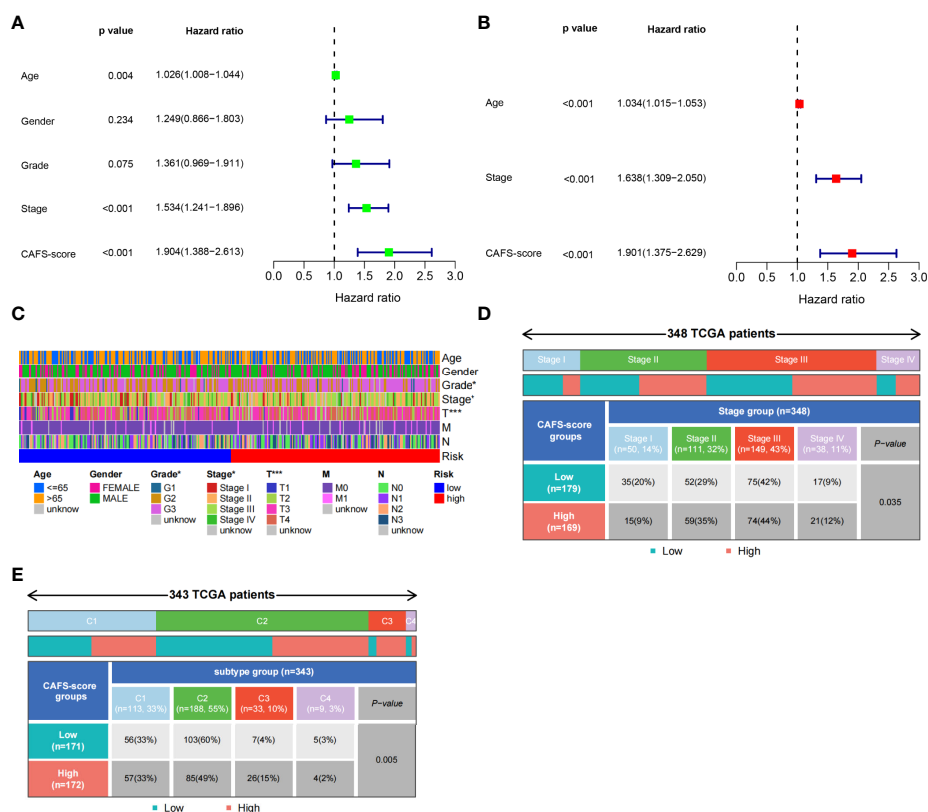 A
p value Hazard ratio
Age 0.004 1.026(1.008−1.044)
Gender 0.234 1.249(0.866−1.803)
Grade 0.075 1.361(0.969−1.911)
Stage <0.001 1.534(1.241−1.896)
CAFS-score <0.001 1.904(1.388−2.613)
0.0 0.5 1.0 1.5 2.0 2.5 3.0
Hazard ratio
B
p value Hazard ratio
Age <0.001 1.034(1.015−1.053)
Stage <0.001 1.638(1.309−2.050)
CAFS-score <0.001 1.901(1.375−2.629)
0.0 0.5 1.0 1.5 2.0 2.5 3.0
Hazard ratio
C
Age
Gender
Grade*
Stage*
T***
M
N
Risk
Age Gender Grade* Stage* T*** M N Risk
<=65 FEMALE G1 Stage I T1 M0 N0 low
>65 MALE G2 Stage II T2 M1 N1 high
unknow G3 Stage III T3 unknow N2
unknow Stage IV T4 N3
unknow unknow unknow
D
348 TCGA patients
Stage I Stage II Stage III Stage IV
CAFS-score groups Stage group (n=348)
Stage I (n=50, 14%) Stage II (n=111, 32%) Stage III (n=149, 43%) Stage IV (n=38, 11%) P−value
Low (n=179) 35(20%) 52(29%) 75(42%) 17(9%) 0.035
High (n=169) 15(9%) 59(35%) 74(44%) 21(12%)
Low High
E
343 TCGA patients
C1 C2 C3 C4
CAFS-score groups subtype group (n=343)
C1 (n=113, 33%) C2 (n=188, 55%) C3 (n=33, 10%) C4 (n=9, 3%) P−value
Low (n=171) 56(33%) 103(60%) 7(4%) 5(3%) 0.005
High (n=172) 57(33%) 85(49%) 26(15%) 4(2%)
Low High